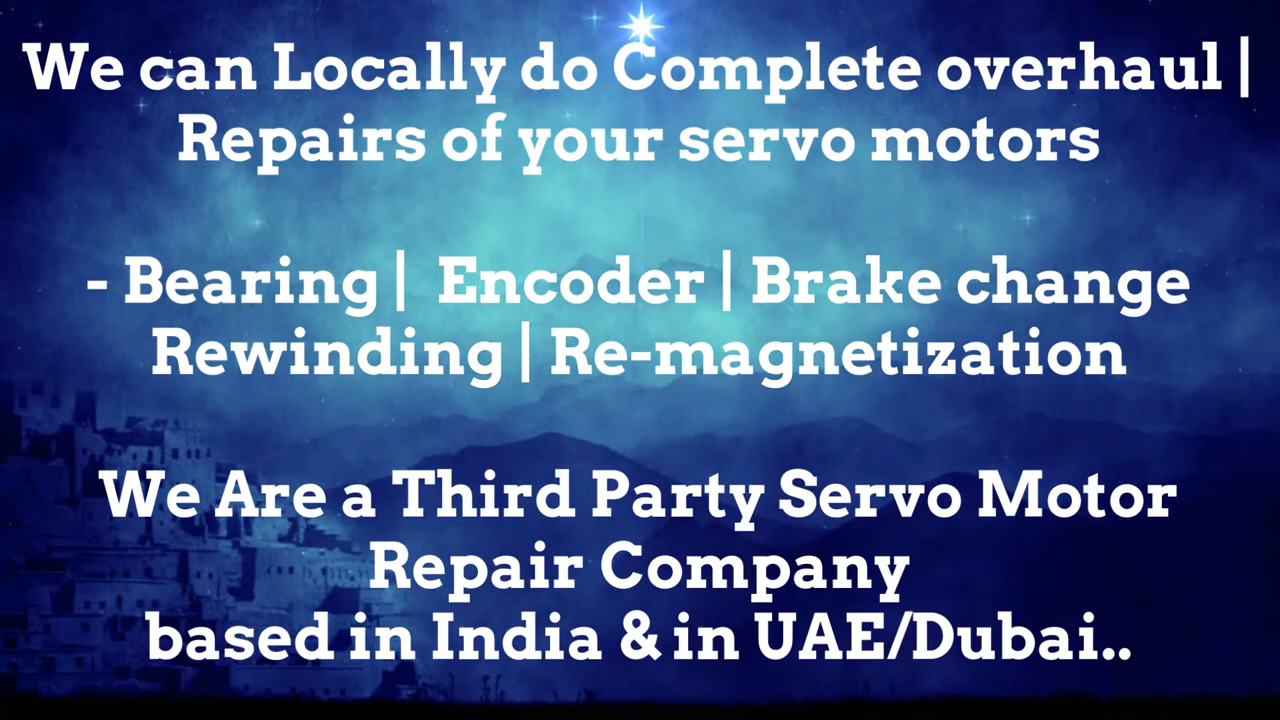 We can Locally do Complete overhaul |
Repairs of your servo motors
- Bearing | Encoder | Brake change
Rewinding | Re-magnetization
We Are a Third Party Servo Motor
Repair Company
based in India & in UAE/Dubai..